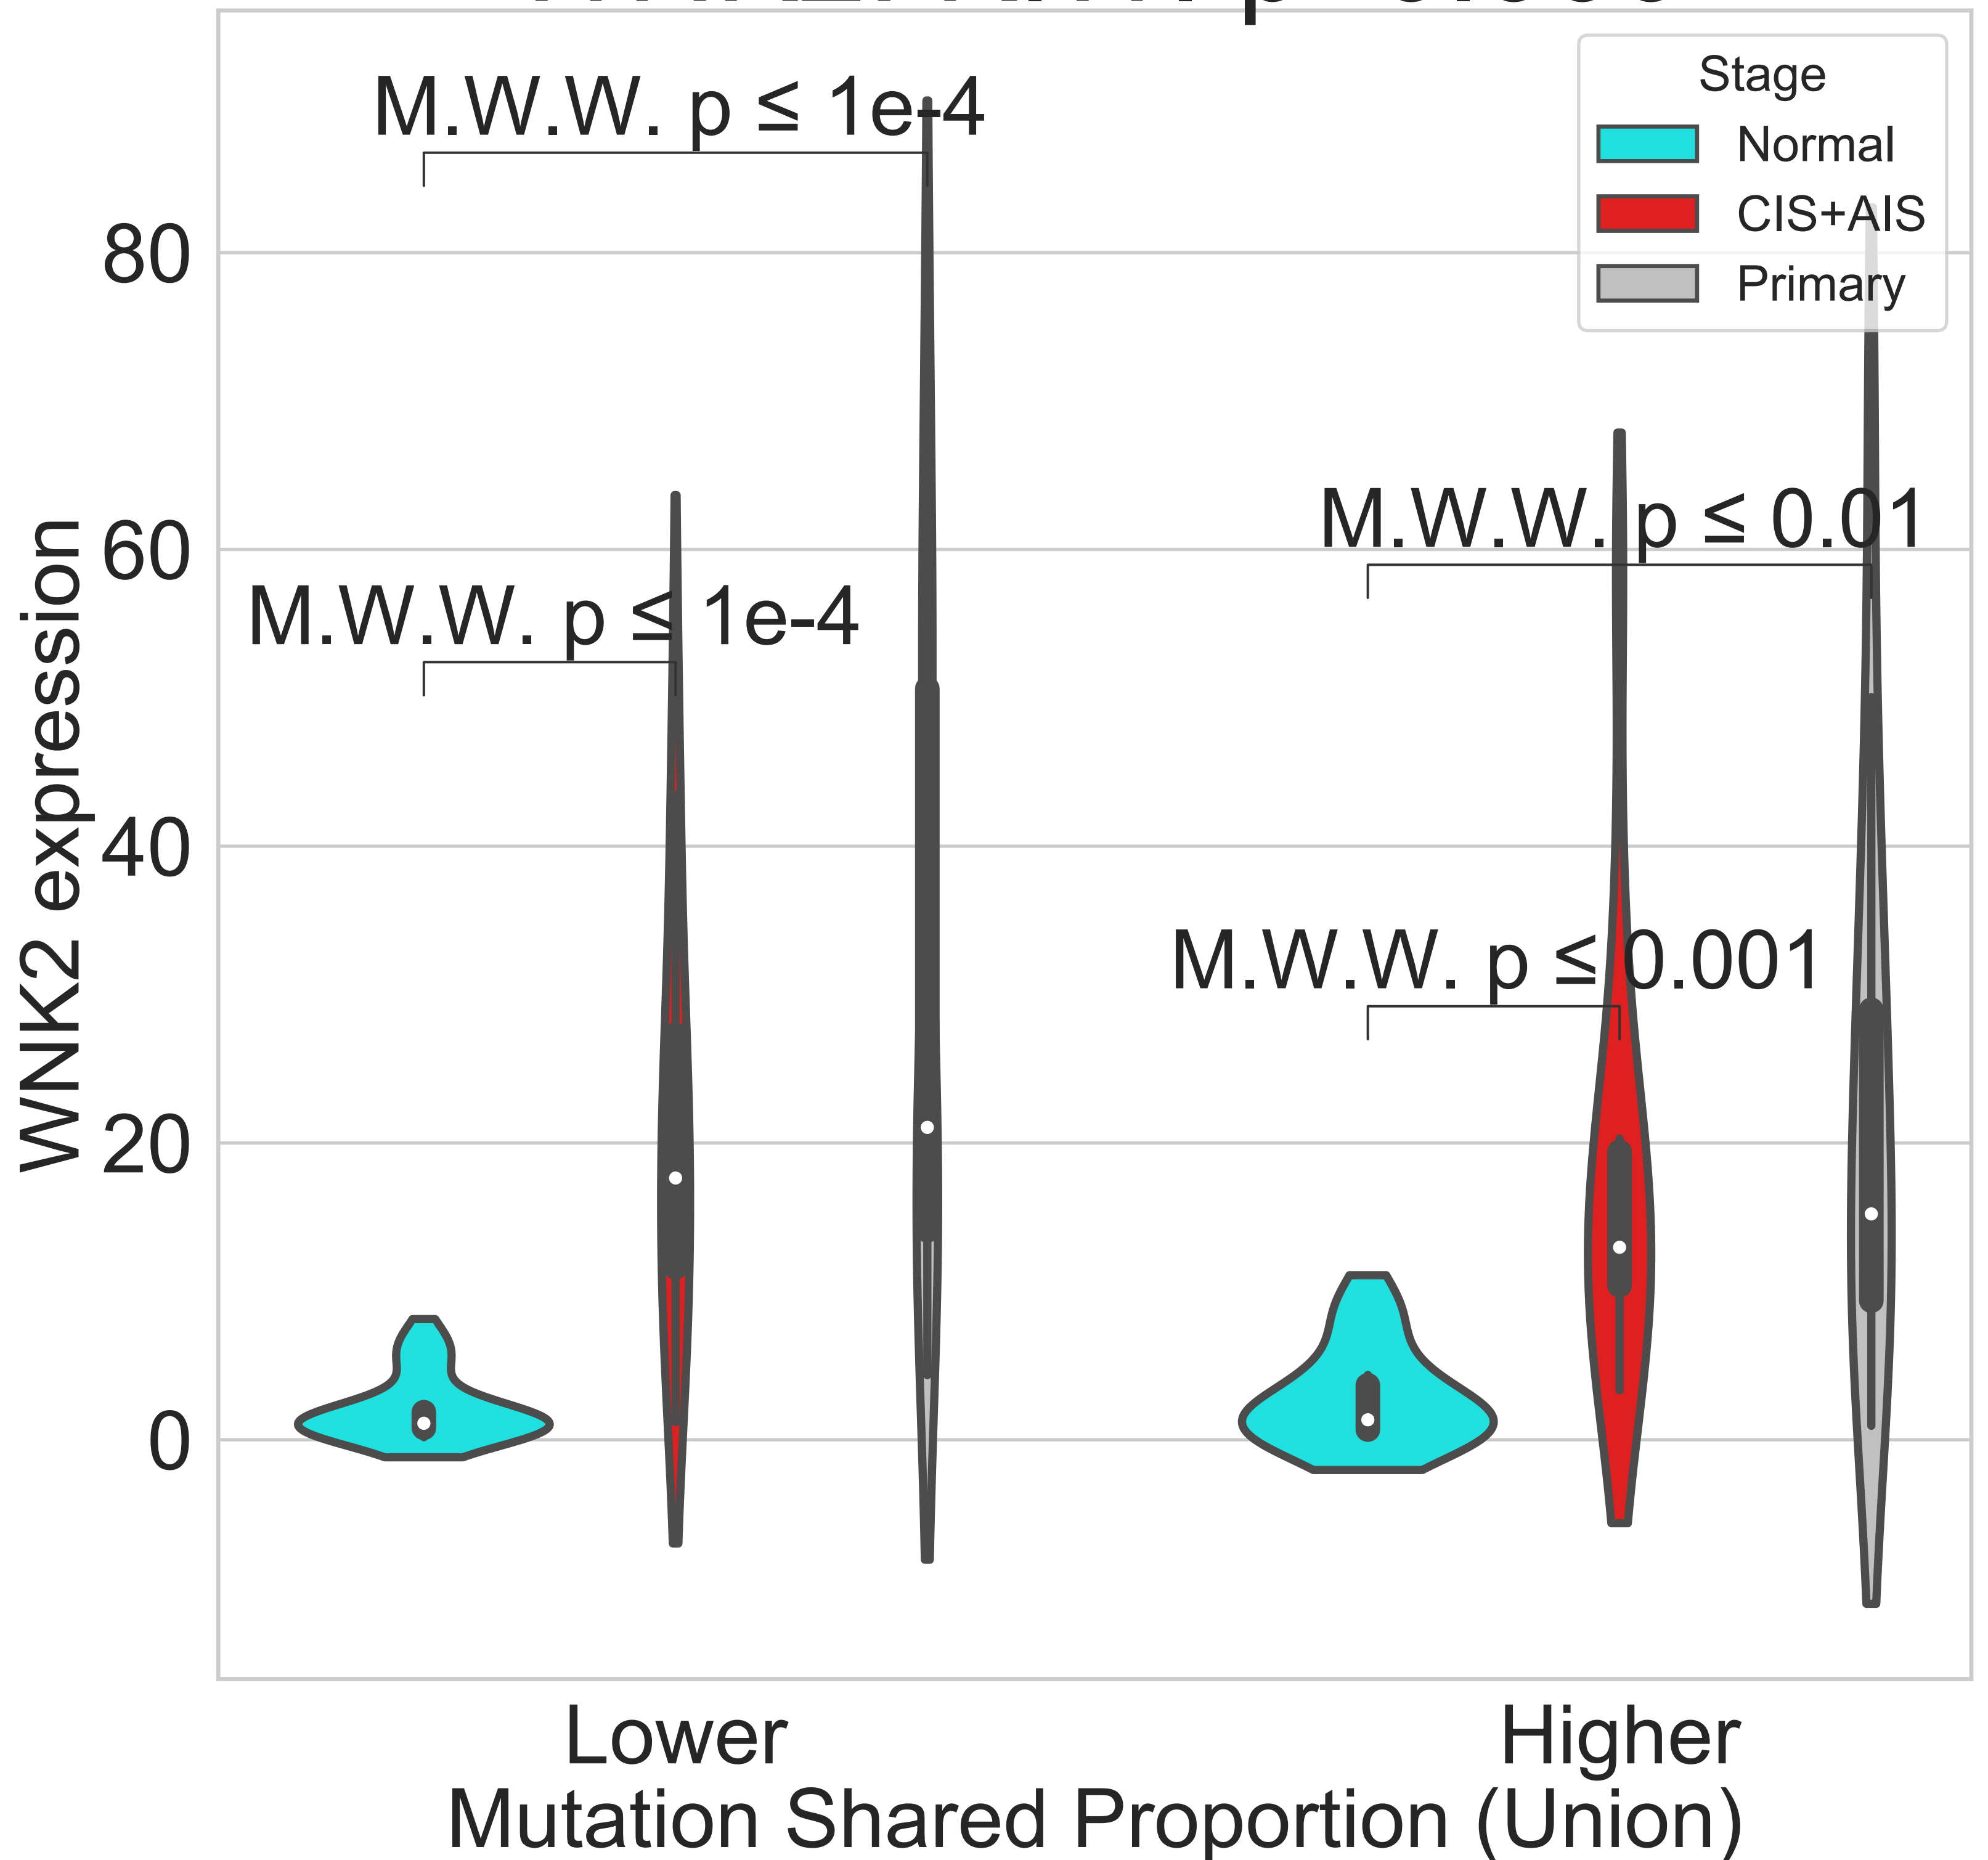 M.W.W. p ≤ 1e-4
Stage
Normal
CIS+AIS
Primary
M.W.W. p ≤ 0.01
M.W.W. p ≤ 1e-4
M.W.W. p ≤ 0.001
WNK2 expression
80
60
40
20
0
Lower
Higher
Mutation Shared Proportion (Union)